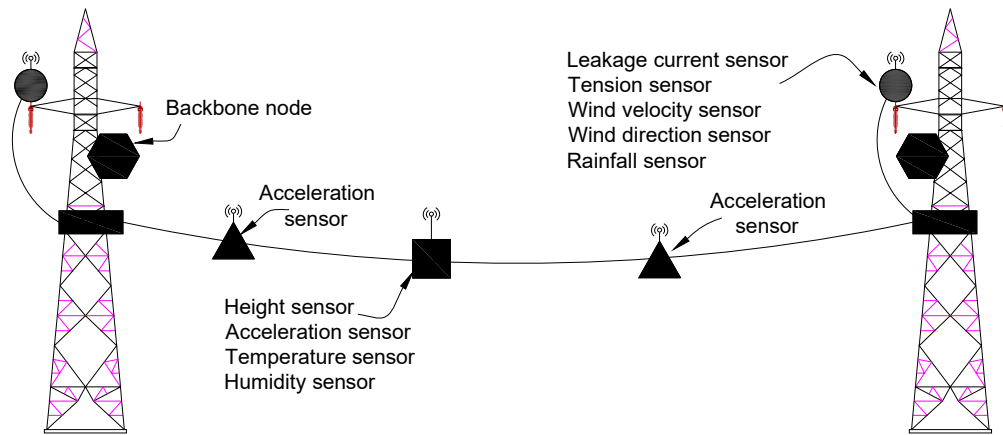 Leakage current sensor
Tension sensor
Wind velocity sensor
Wind direction sensor
Rainfall sensor
Backbone node
Acceleration
sensor
Acceleration
sensor
Height sensor
Acceleration sensor
Temperature sensor
Humidity sensor